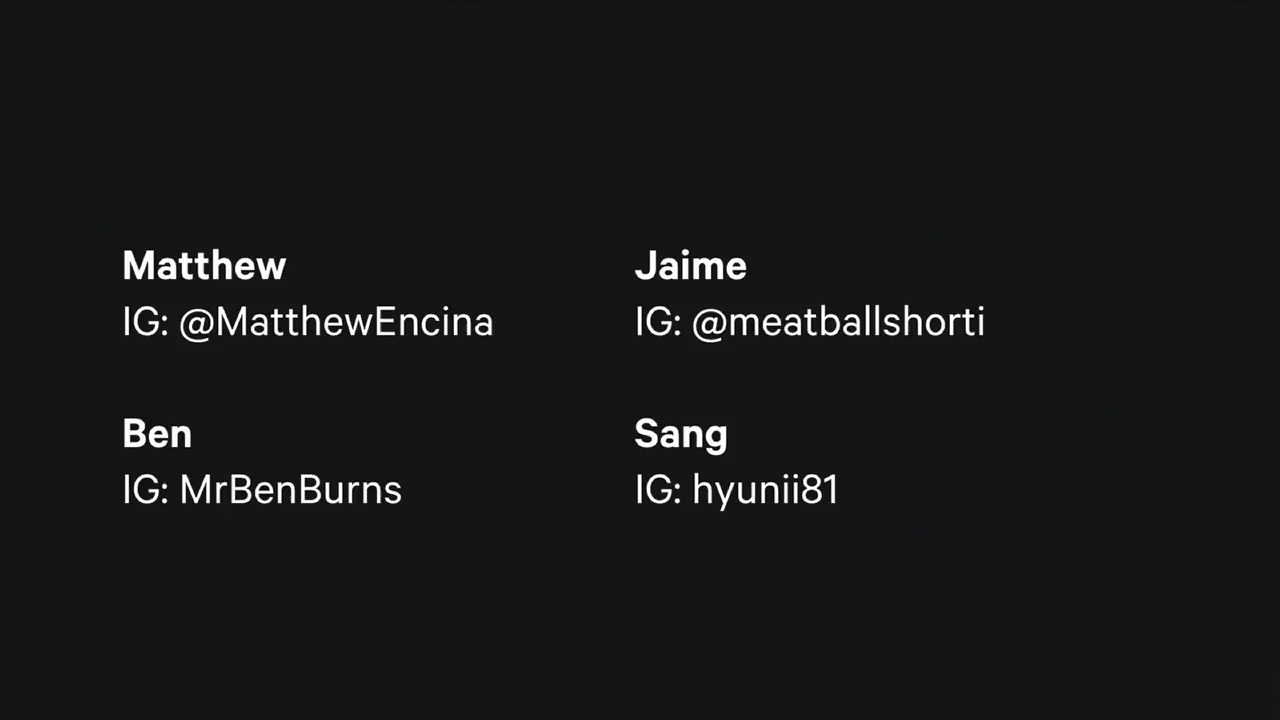 Matthew
IG: @MatthewEncina
Jaime
IG: @meatballshorti
Ben
IG: MrBenBurns
Sang
IG: hyunii81